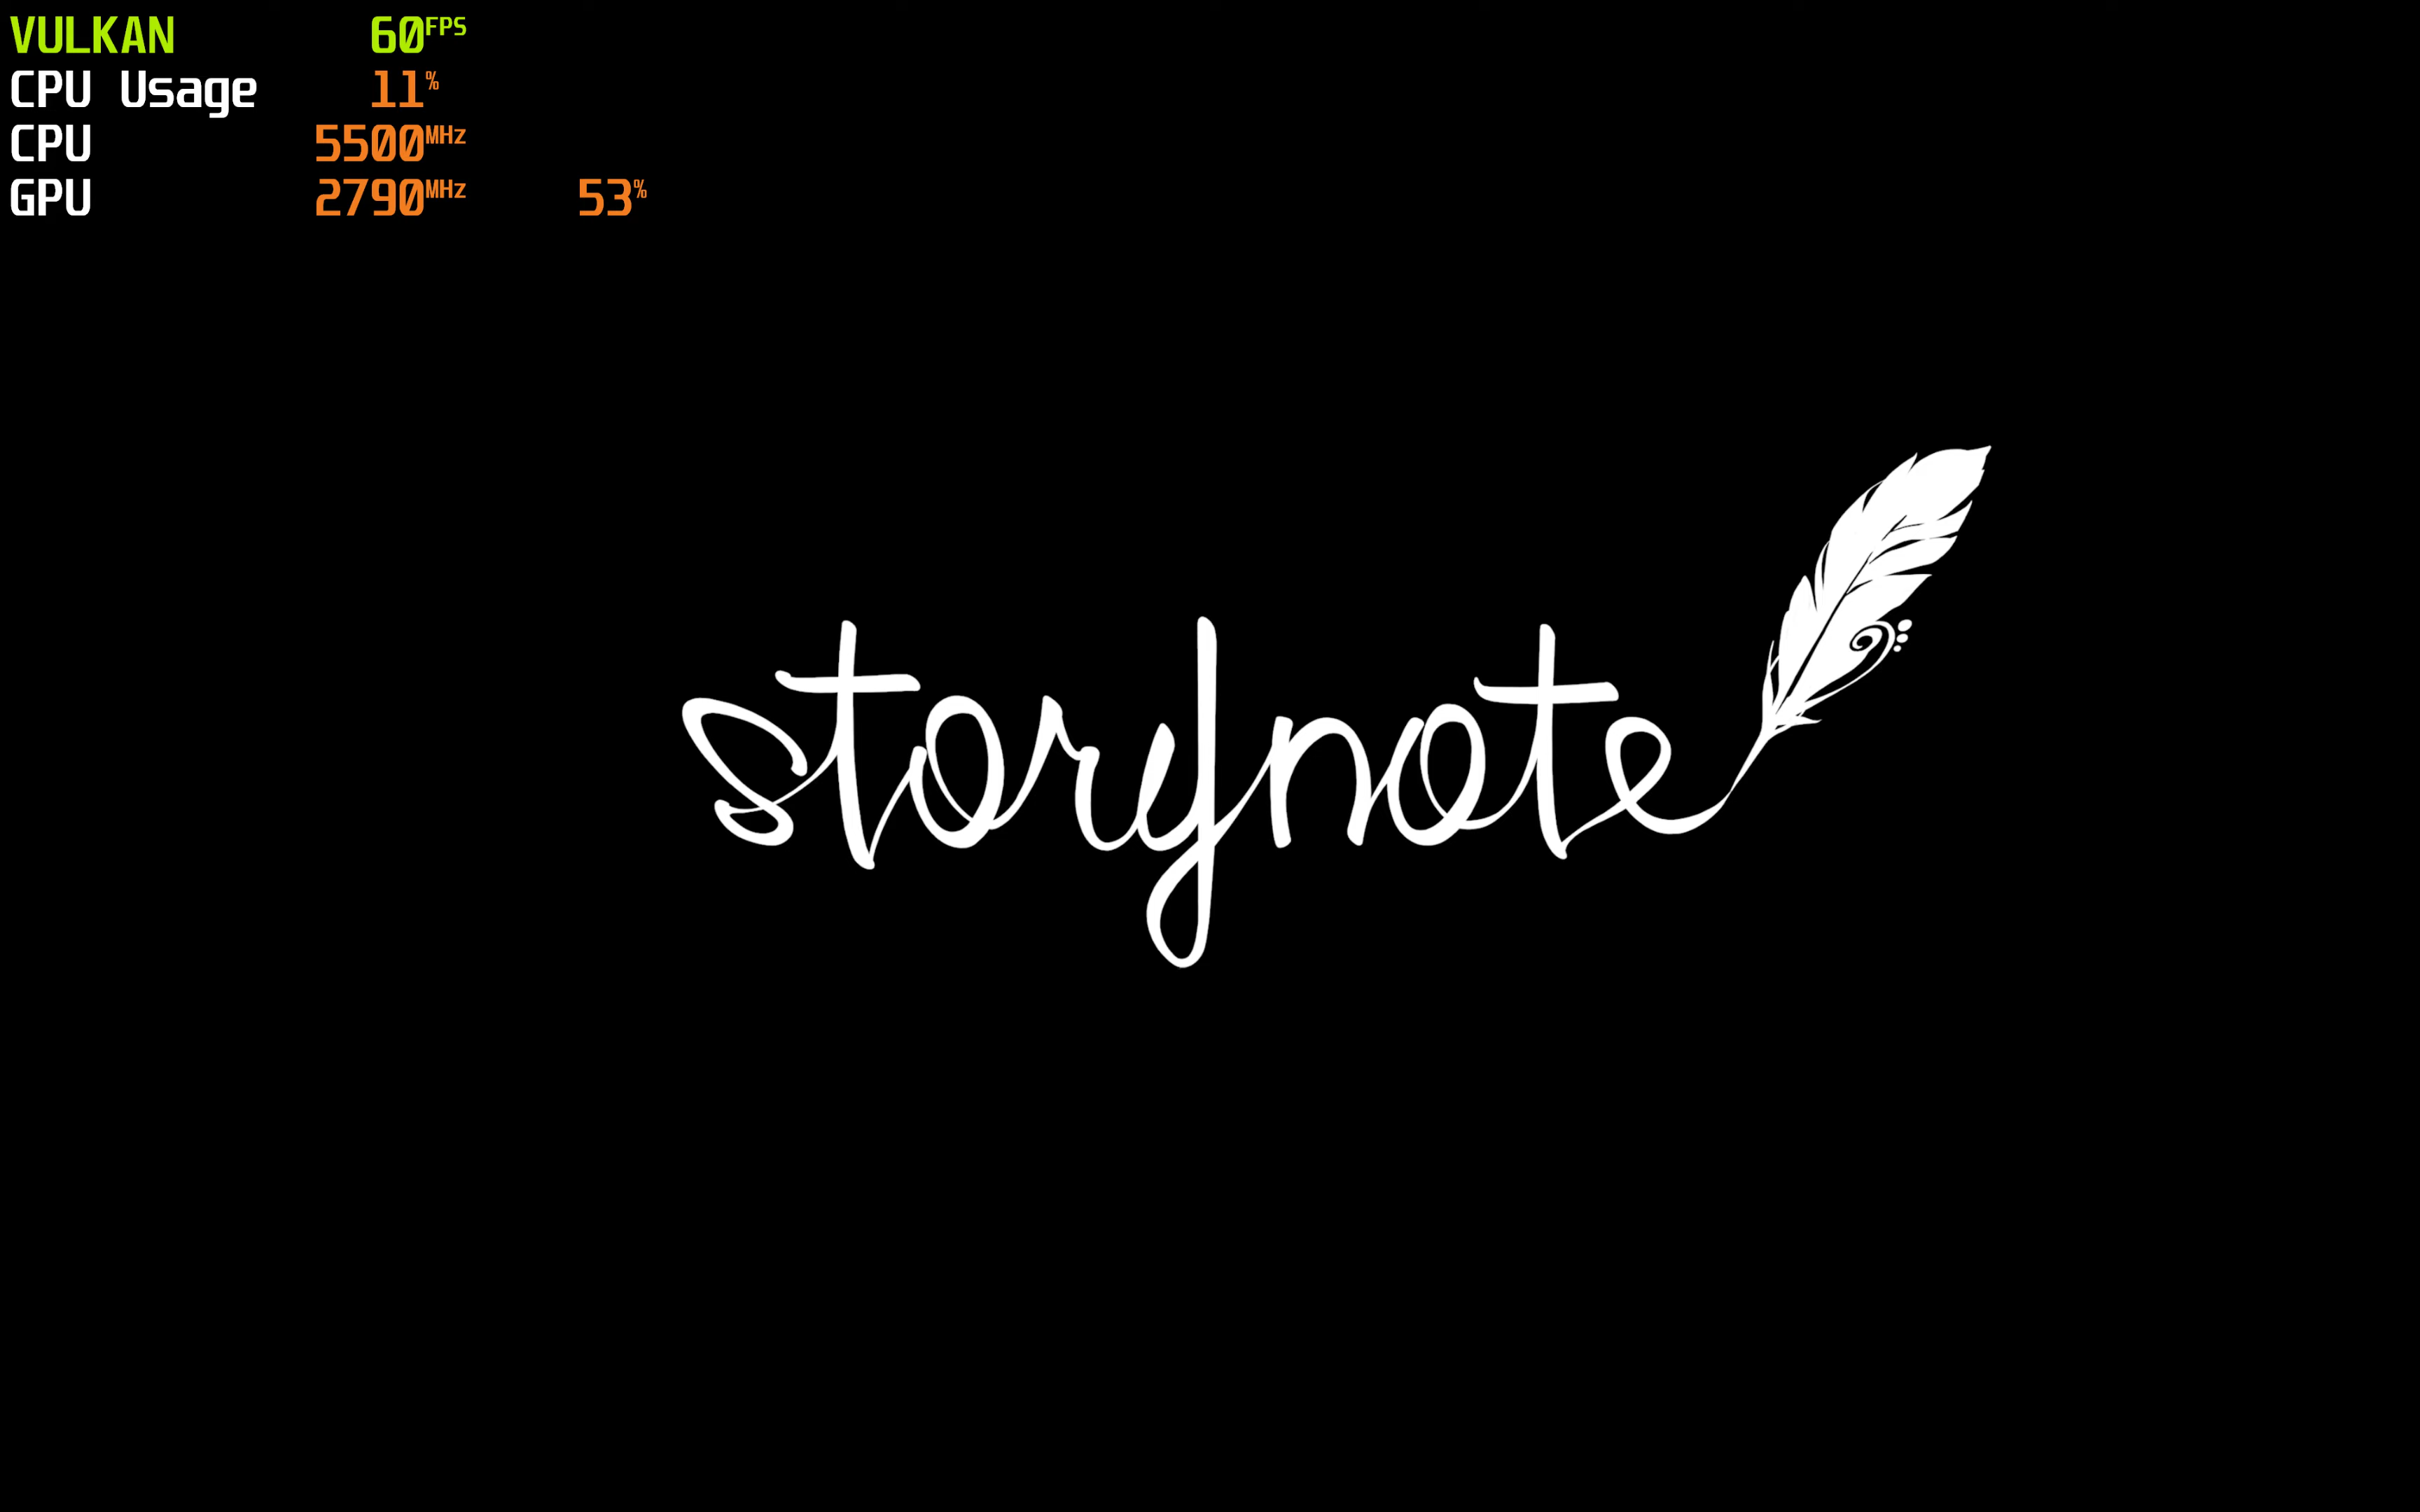 VULKAN 60FPS
CPU Usage 11%
CPU 5500MHz
GPU 2790MHz 53%
storynote